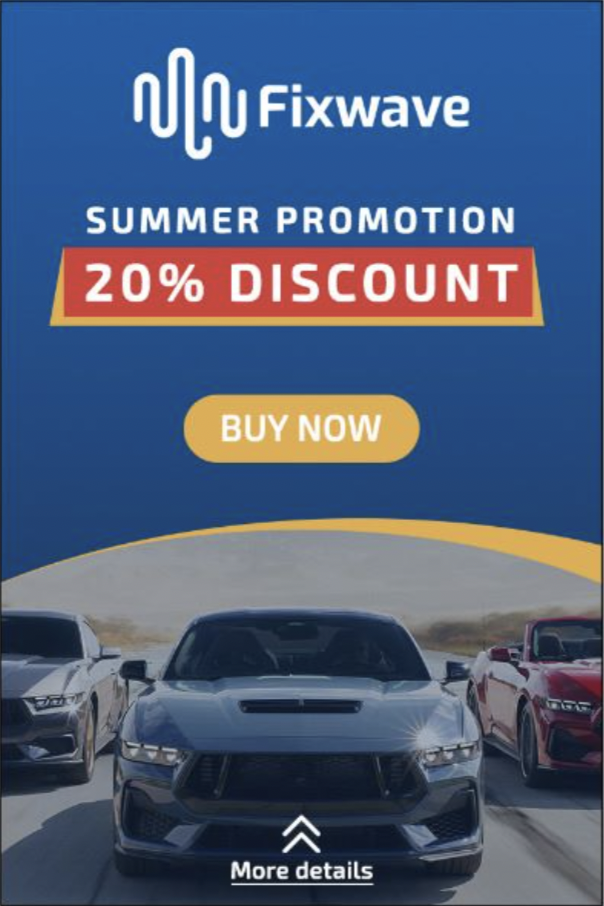 Fixwave
SUMMER PROMOTION
20% DISCOUNT
BUY NOW
More details